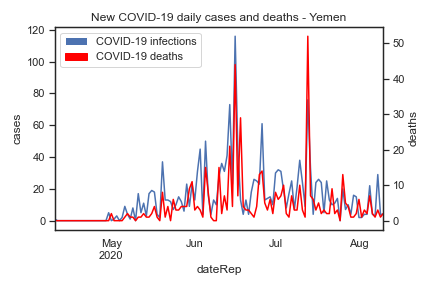 New COVID-19 daily cases and deaths - Yemen
COVID-19 infections
COVID-19 deaths
120
100
80
60
40
20
0
cases
50
40
30
20
10
0
deaths
May
2020
Jun
Jul
Aug
dateRep